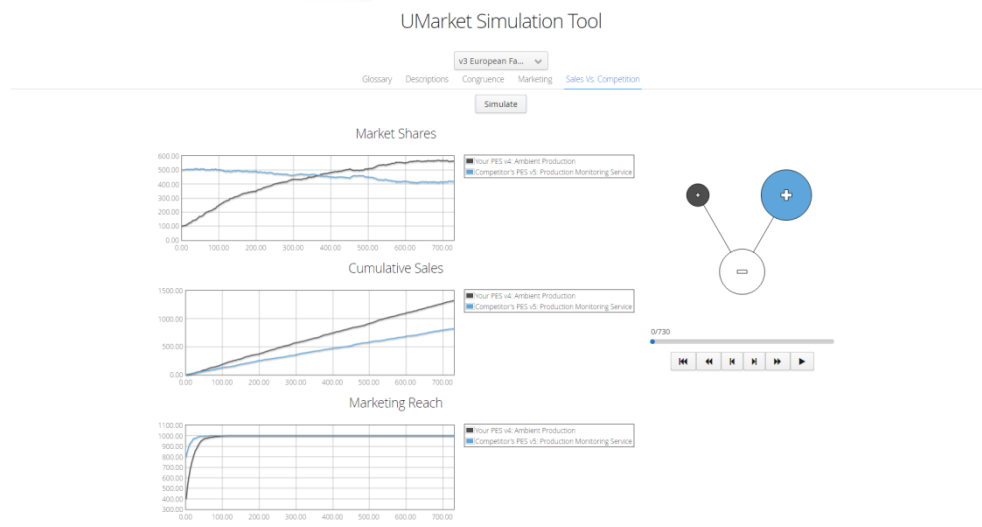 UMarket Simulation Tool
v3 European Fa...
Glossary Descriptions Congruence Marketing Sales Vs. Competition
Simulate
Market Shares
600.00
500.00
400.00
300.00
200.00
100.00
0.00
0.00 100.00 200.00 300.00 400.00 500.00 600.00 700.00
Your PES v4: Ambient Production
Competitor's PES v5: Production Monitoring Service
Cumulative Sales
1500.00
1000.00
500.00
0.00
0.00 100.00 200.00 300.00 400.00 500.00 600.00 700.00
Your PES v4: Ambient Production
Competitor's PES v5: Production Monitoring Service
Marketing Reach
1100.00
1000.00
900.00
800.00
700.00
600.00
500.00
400.00
300.00
0.00 100.00 200.00 300.00 400.00 500.00 600.00 700.00
Your PES v4: Ambient Production
Competitor's PES v5: Production Monitoring Service
0/730